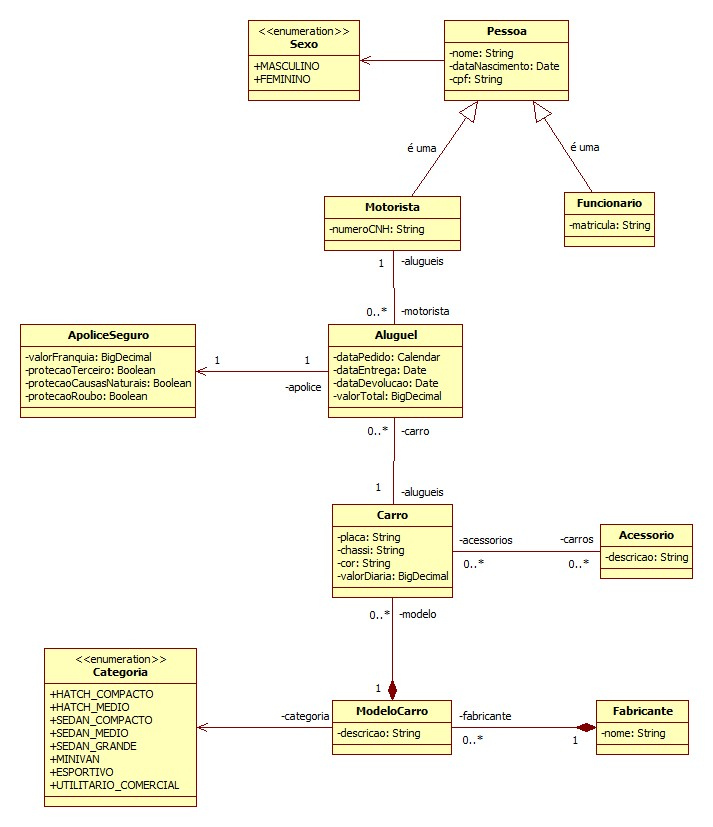 <<enumeration>>
Sexo
+MASCULINO
+FEMININO
Pessoa
-nome: String
-dataNascimento: Date
-cpf: String
é uma
é uma
Motorista
-numeroCNH: String
Funcionario
-matricula: String
1
-alugueis
0..*
-motorista
ApoliceSeguro
-valorFranquia: BigDecimal
-protecaoTerceiro: Boolean
-protecaoCausasNaturais: Boolean
-protecaoRoubo: Boolean
1
1
-apolice
Aluguel
-dataPedido: Calendar
-dataEntrega: Date
-dataDevolucao: Date
-valorTotal: BigDecimal
0..*
-carro
1
-alugueis
Carro
-placa: String
-chassi: String
-cor: String
-valorDiaria: BigDecimal
-acessorios
0..*
-carros
0..*
Acessorio
-descricao: String
0..*
-modelo
1
<<enumeration>>
Categoria
+HATCH_COMPACTO
+HATCH_MEDIO
+SEDAN_COMPACTO
+SEDAN_MEDIO
+SEDAN_GRANDE
+MINIVAN
+ESPORTIVO
+UTILITARIO_COMERCIAL
-categoria
ModeloCarro
-descricao: String
-fabricante
0..*
1
Fabricante
-nome: String